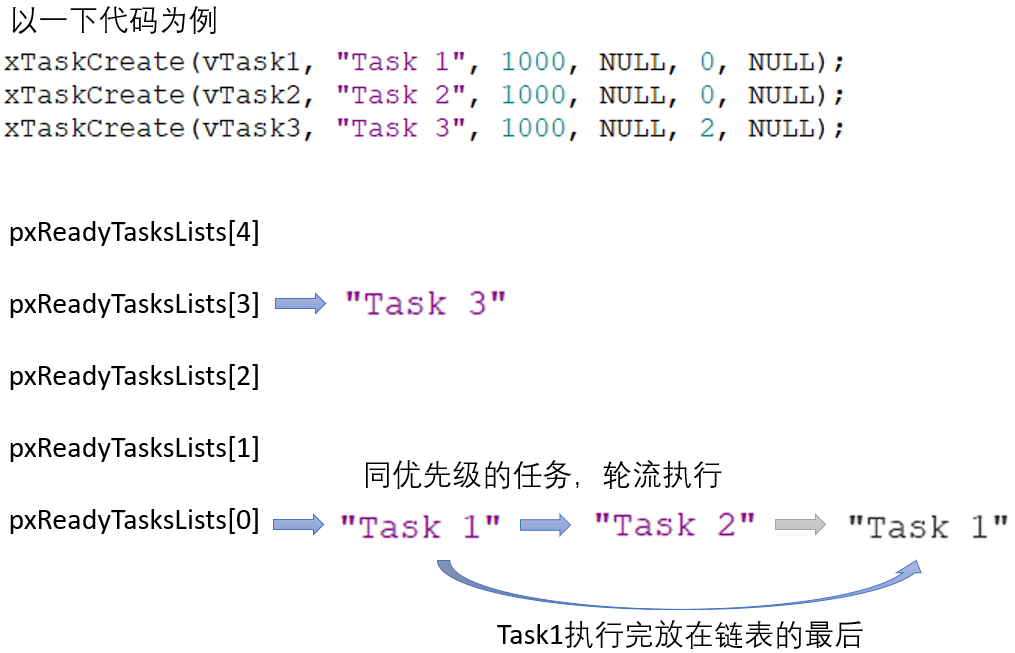 以一下代码为例
xTaskCreate(vTask1, "Task 1", 1000, NULL, 0, NULL);
xTaskCreate(vTask2, "Task 2", 1000, NULL, 0, NULL);
xTaskCreate(vTask3, "Task 3", 1000, NULL, 2, NULL);
pxReadyTasksLists[4]
pxReadyTasksLists[3] "Task 3"
pxReadyTasksLists[2]
pxReadyTasksLists[1]
同优先级的任务，轮流执行
pxReadyTasksLists[0] "Task 1" "Task 2" "Task 1"
Task1执行完放在链表的最后